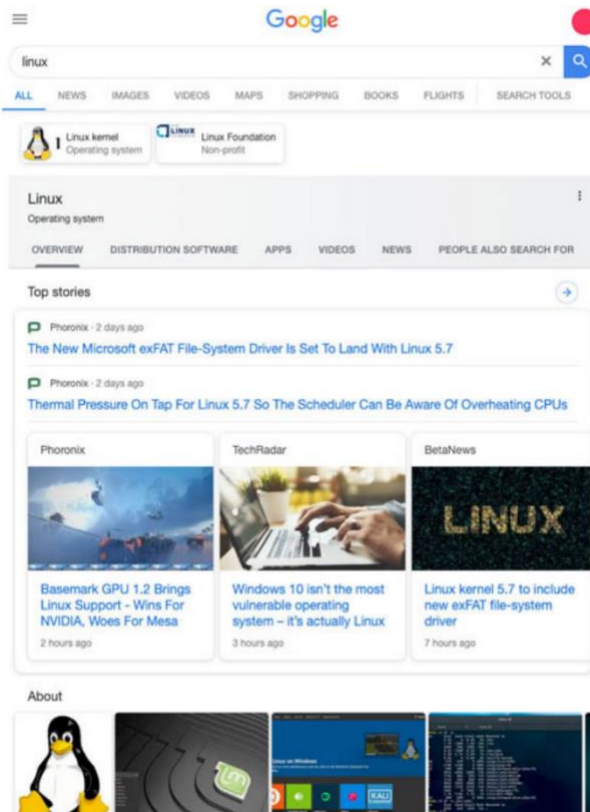 Google
linux
ALL NEWS IMAGES VIDEOS MAPS SHOPPING BOOKS FLIGHTS SEARCH TOOLS
Linux kernel
Operating system
LINUX
Linux Foundation
Non-profit
Linux
Operating system
OVERVIEW DISTRIBUTION SOFTWARE APPS VIDEOS NEWS PEOPLE ALSO SEARCH FOR
Top stories
Phoronix · 2 days ago
The New Microsoft exFAT File-System Driver Is Set To Land With Linux 5.7
Phoronix · 2 days ago
Thermal Pressure On Tap For Linux 5.7 So The Scheduler Can Be Aware Of Overheating CPUs
Phoronix
Basemark GPU 1.2 Brings
Linux Support - Wins For
NVIDIA, Woes For Mesa
2 hours ago
TechRadar
Windows 10 isn't the most
vulnerable operating
system – it's actually Linux
3 hours ago
BetaNews
LINUX
Linux kernel 5.7 to include
new exFAT file-system
driver
7 hours ago
About
Linux on Windows
KALI